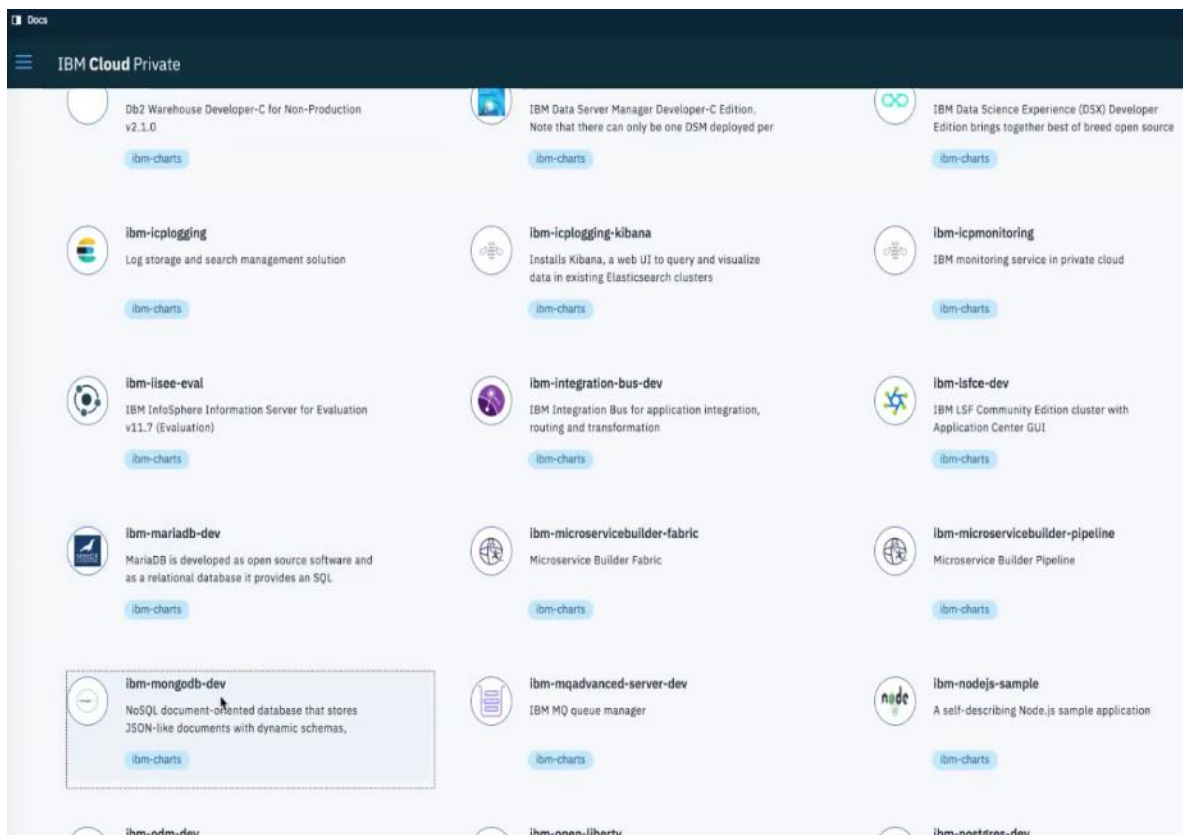 Docs
IBM Cloud Private
Db2 Warehouse Developer-C for Non-Production
v2.1.0
ibm-charts
IBM Data Server Manager Developer-C Edition.
Note that there can only be one DSM deployed per
ibm-charts
IBM Data Science Experience (DSX) Developer
Edition brings together best of breed open source
ibm-charts
ibm-icplogging
Log storage and search management solution
ibm-charts
ibm-icplogging-kibana
Installs Kibana, a web UI to query and visualize
data in existing Elasticsearch clusters
ibm-charts
ibm-icpmonitoring
IBM monitoring service in private cloud
ibm-charts
ibm-iisee-eval
IBM InfoSphere Information Server for Evaluation
v11.7 (Evaluation)
ibm-charts
ibm-integration-bus-dev
IBM Integration Bus for application integration,
routing and transformation
ibm-charts
ibm-lsfce-dev
IBM LSF Community Edition cluster with
Application Center GUI
ibm-charts
ibm-mariadb-dev
MariaDB is developed as open source software and
as a relational database it provides an SQL
ibm-charts
ibm-microservicebuilder-fabric
Microservice Builder Fabric
ibm-charts
ibm-microservicebuilder-pipeline
Microservice Builder Pipeline
ibm-charts
ibm-mongodb-dev
NoSQL document-oriented database that stores
JSON-like documents with dynamic schemas,
ibm-charts
ibm-mqadvanced-server-dev
IBM MQ queue manager
ibm-charts
node
ibm-nodejs-sample
A self-describing Node.js sample application
ibm-charts
ibm-odm-dev
ibm-open-liberty
ibm-postgres-dev